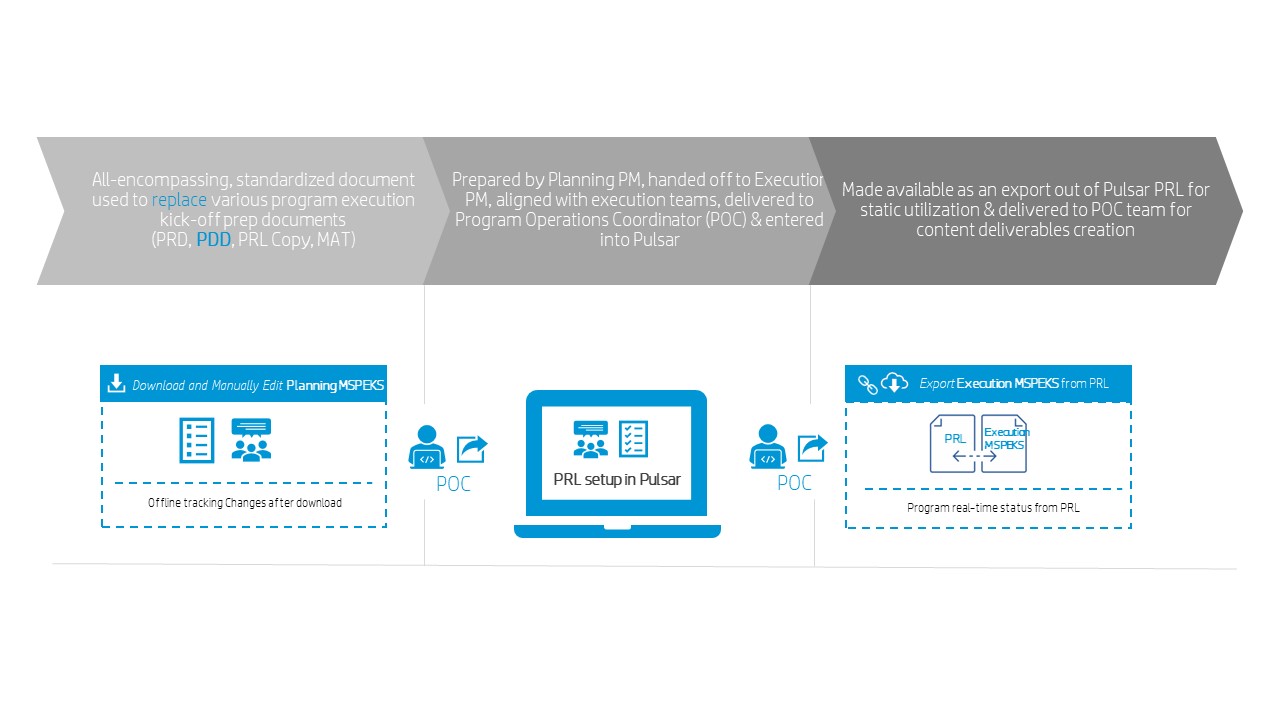 All-encompassing, standardized document
used to replace various program execution
kick-off prep documents
(PRD, PDD, PRL Copy, MAT)
Prepared by Planning PM, handed off to Execution
PM, aligned with execution teams, delivered to
Program Operations Coordinator (POC) & entered
into Pulsar
Made available as an export out of Pulsar PRL for
static utilization & delivered to POC team for
content deliverables creation
Download and Manually Edit Planning MSPEKS
Offline tracking Changes after download
POC
PRL setup in Pulsar
POC
Export Execution MSPEKS from PRL
PRL
Execution
MSPEKS
Program real-time status from PRL